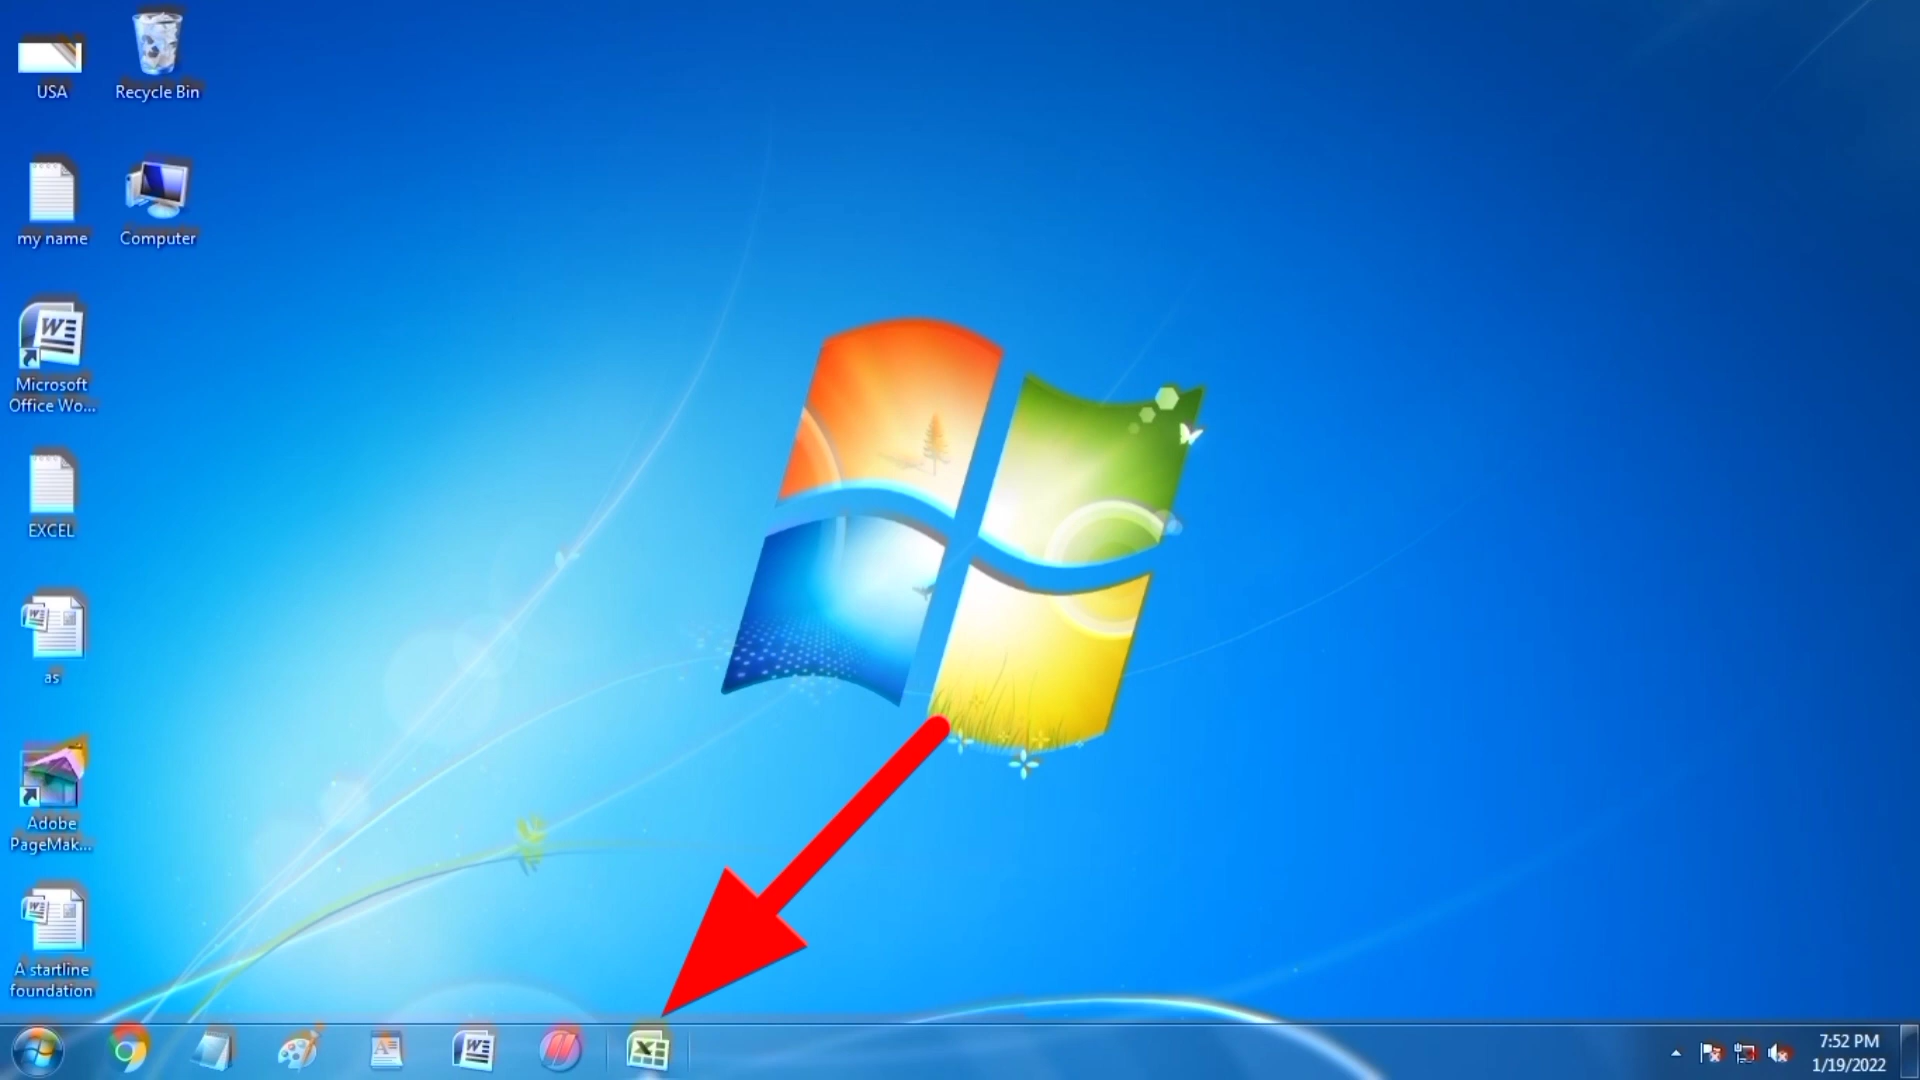 USA
Recycle Bin
my name
Computer
Microsoft
Office Wo...
EXCEL
as
Adobe
PageMak...
A startline
foundation
7:52 PM
1/19/2022